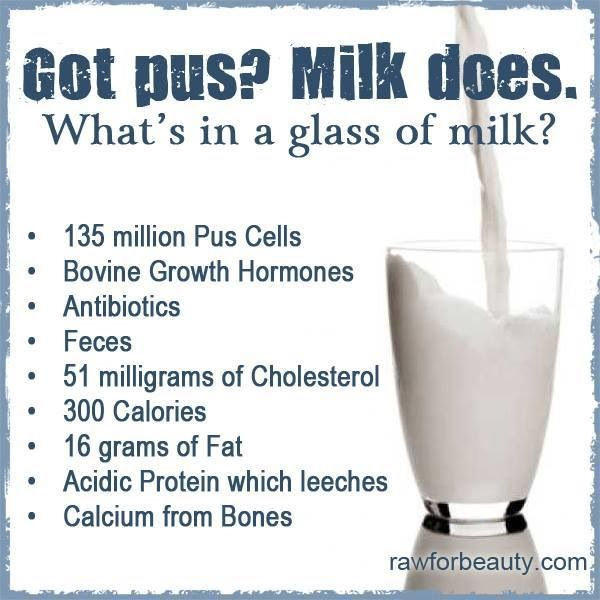 Got pus? Milk does.
What's in a glass of milk?
• 135 million Pus Cells
• Bovine Growth Hormones
• Antibiotics
• Feces
• 51 milligrams of Cholesterol
• 300 Calories
• 16 grams of Fat
• Acidic Protein which leeches
• Calcium from Bones
rawforbeauty.com